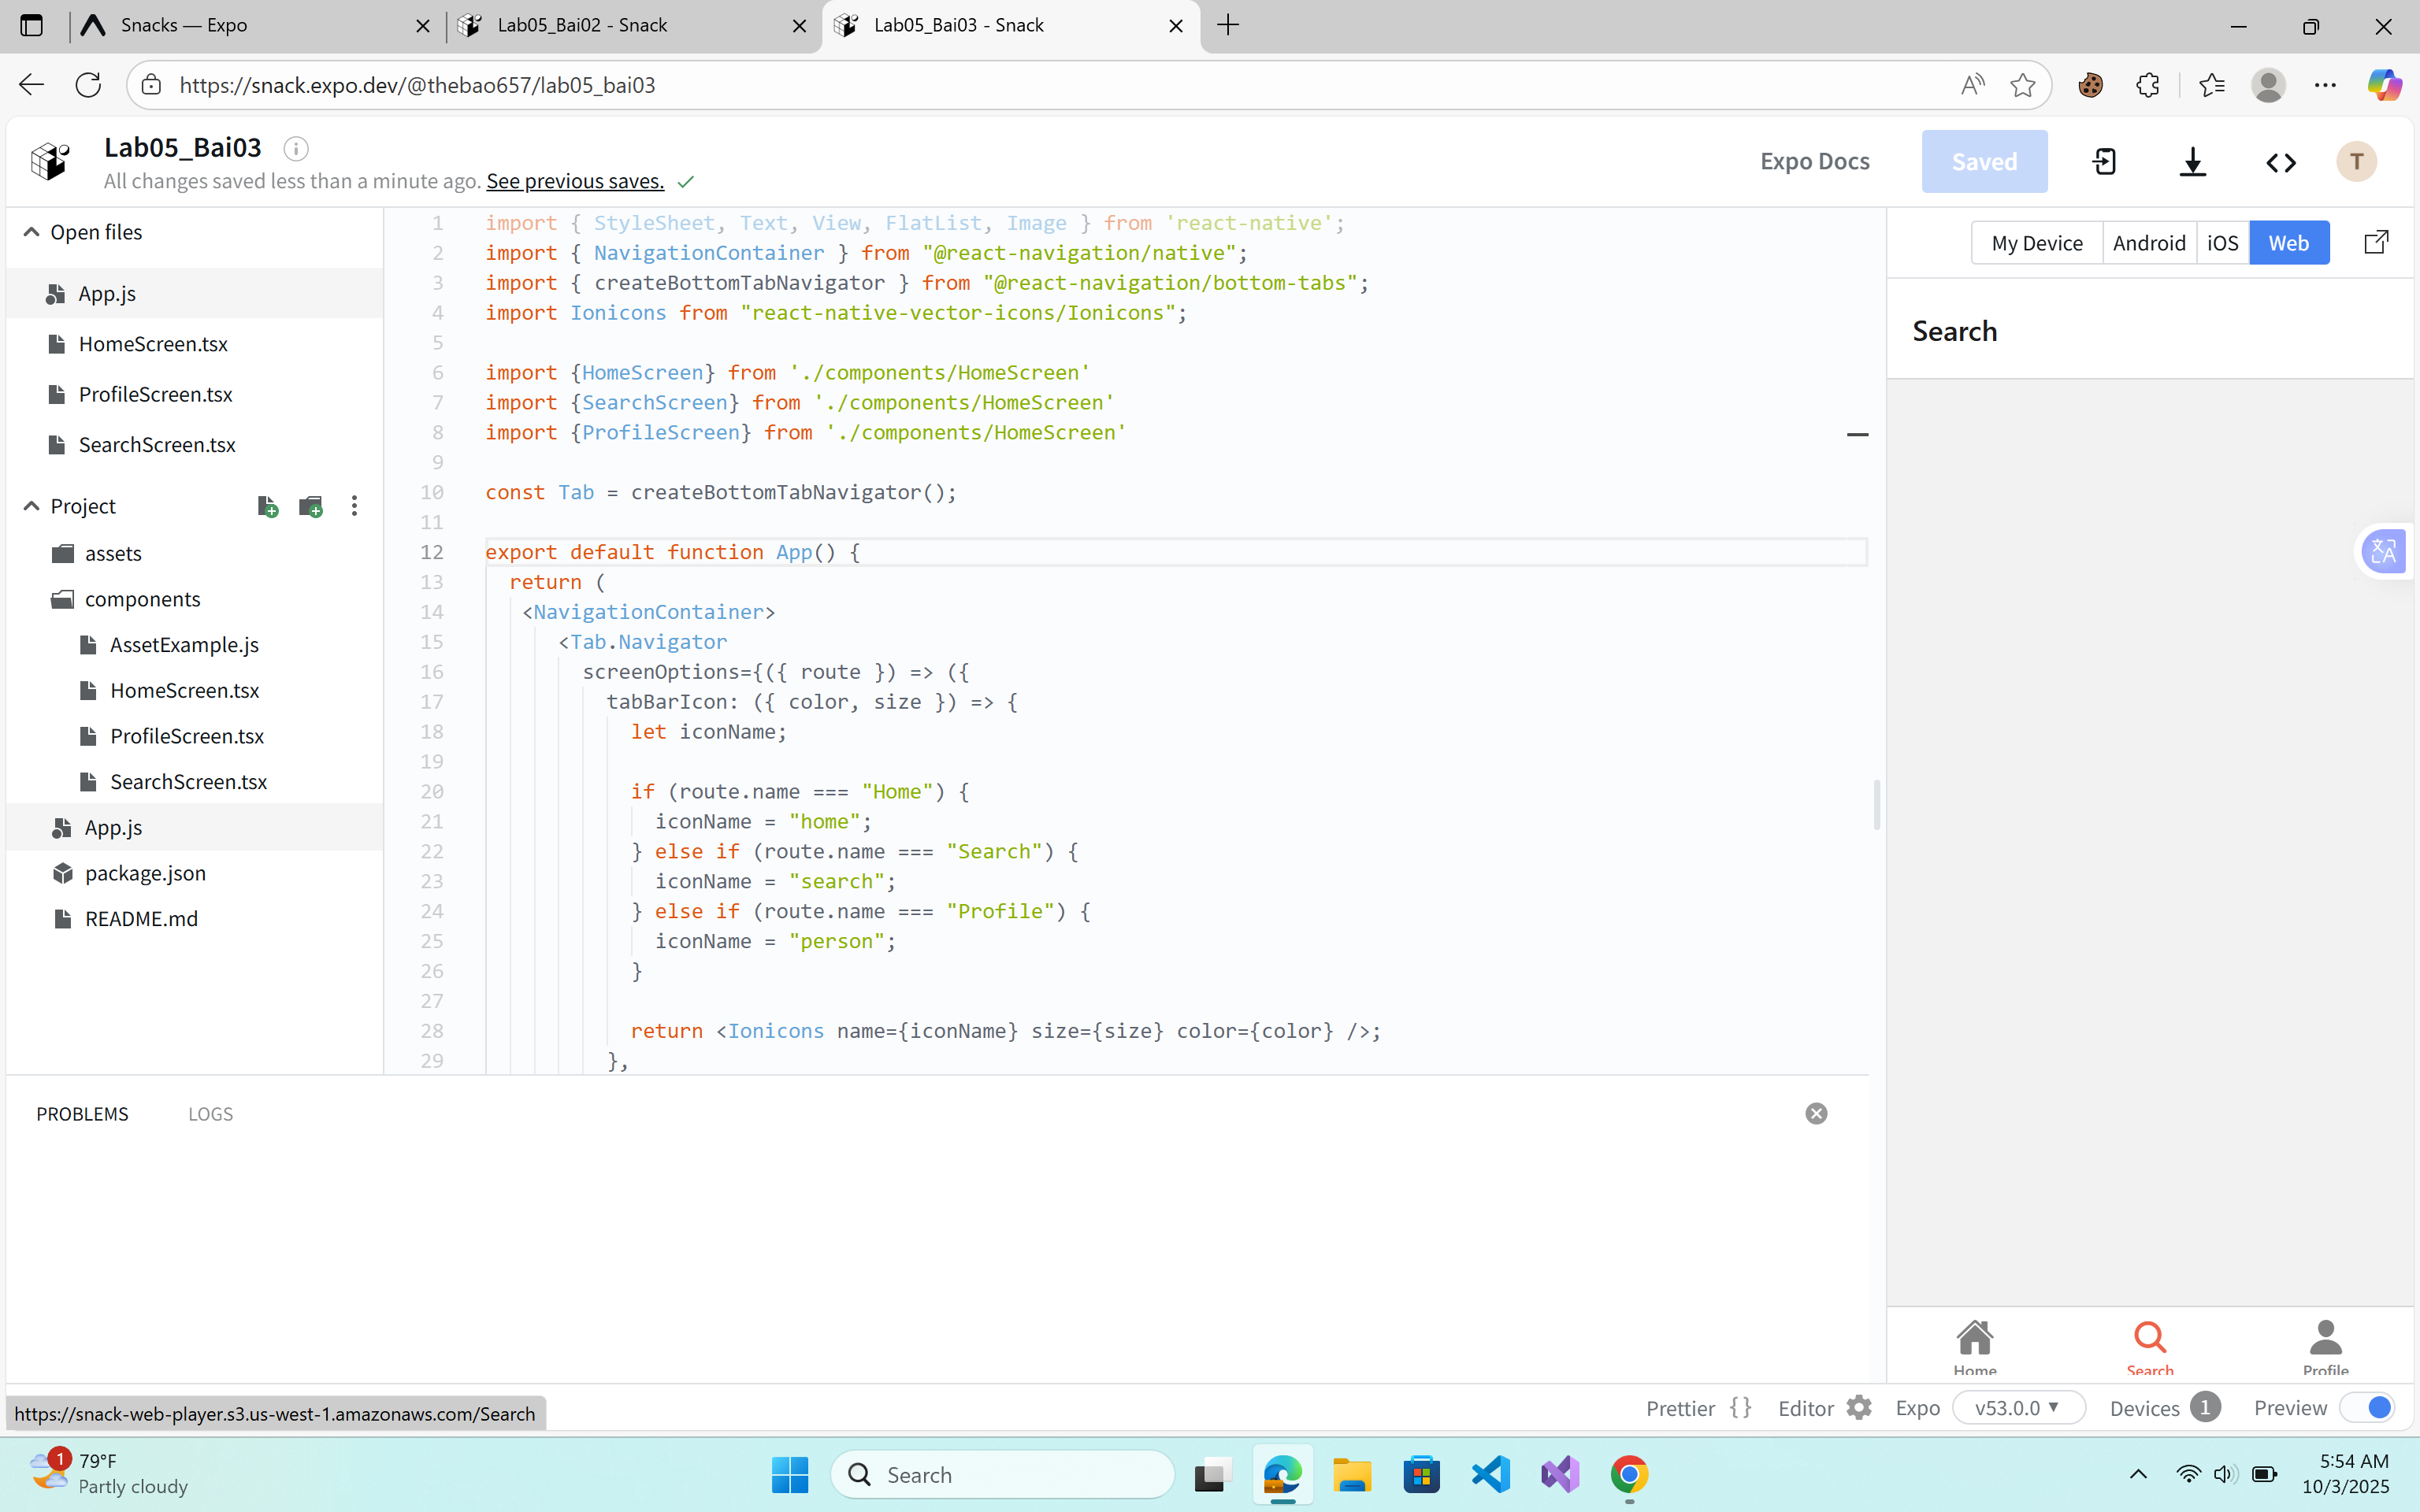 Snacks — Expo
Lab05_Bai02 - Snack
Lab05_Bai03 - Snack
https://snack.expo.dev/@thebao657/lab05_bai03
Lab05_Bai03
All changes saved less than a minute ago. See previous saves.
Expo Docs
Saved
T
Open files
App.js
HomeScreen.tsx
ProfileScreen.tsx
SearchScreen.tsx
Project
assets
components
AssetExample.js
HomeScreen.tsx
ProfileScreen.tsx
SearchScreen.tsx
App.js
package.json
README.md
1 import { StyleSheet, Text, View, FlatList, Image } from 'react-native';
2 import { NavigationContainer } from "@react-navigation/native";
3 import { createBottomTabNavigator } from "@react-navigation/bottom-tabs";
4 import Ionicons from "react-native-vector-icons/Ionicons";
5
6 import {HomeScreen} from './components/HomeScreen'
7 import {SearchScreen} from './components/HomeScreen'
8 import {ProfileScreen} from './components/HomeScreen'
9
10 const Tab = createBottomTabNavigator();
11
12 export default function App() {
13 return (
14 <NavigationContainer>
15 <Tab.Navigator
16 screenOptions={({ route }) => ({
17 tabBarIcon: ({ color, size }) => {
18 let iconName;
19
20 if (route.name === "Home") {
21 iconName = "home";
22 } else if (route.name === "Search") {
23 iconName = "search";
24 } else if (route.name === "Profile") {
25 iconName = "person";
26 }
27
28 return <Ionicons name={iconName} size={size} color={color} />;
29 },
My Device
Android
iOS
Web
Search
Home
Search
Profile
PROBLEMS
LOGS
https://snack-web-player.s3.us-west-1.amazonaws.com/Search
Prettier {}
Editor
Expo
v53.0.0
Devices 1
Preview
1
79°F
Partly cloudy
Search
5:54 AM
10/3/2025